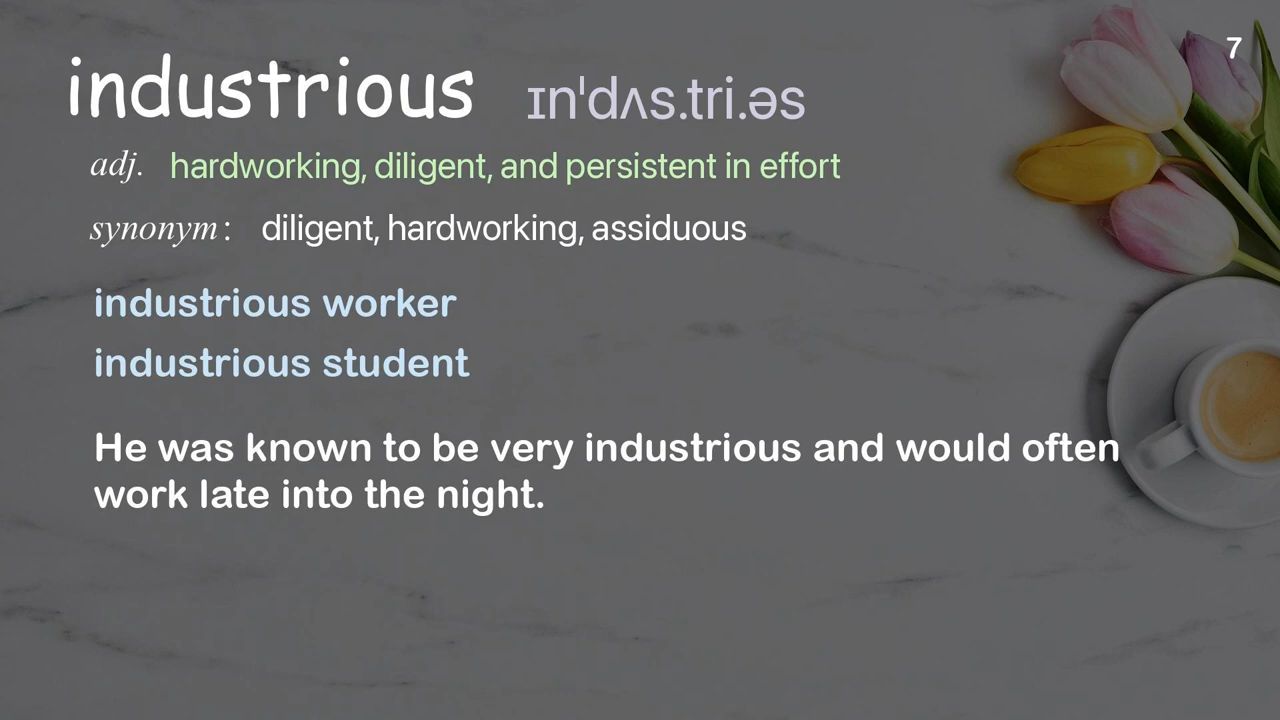 7
industrious ɪnˈdʌs.tri.əs
adj. hardworking, diligent, and persistent in effort
synonym: diligent, hardworking, assiduous
industrious worker
industrious student
He was known to be very industrious and would often
work late into the night.